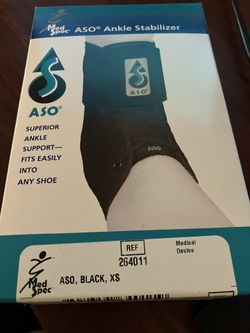 Med
Spec
ASO® Ankle Stabilizer
ASO
ASO®
SUPERIOR
ANKLE
SUPPORT—
FITS EASILY
INTO
ANY SHOE
ASO
Med
Spec
REF
264011
Medical
Device
ASO, BLACK, XS